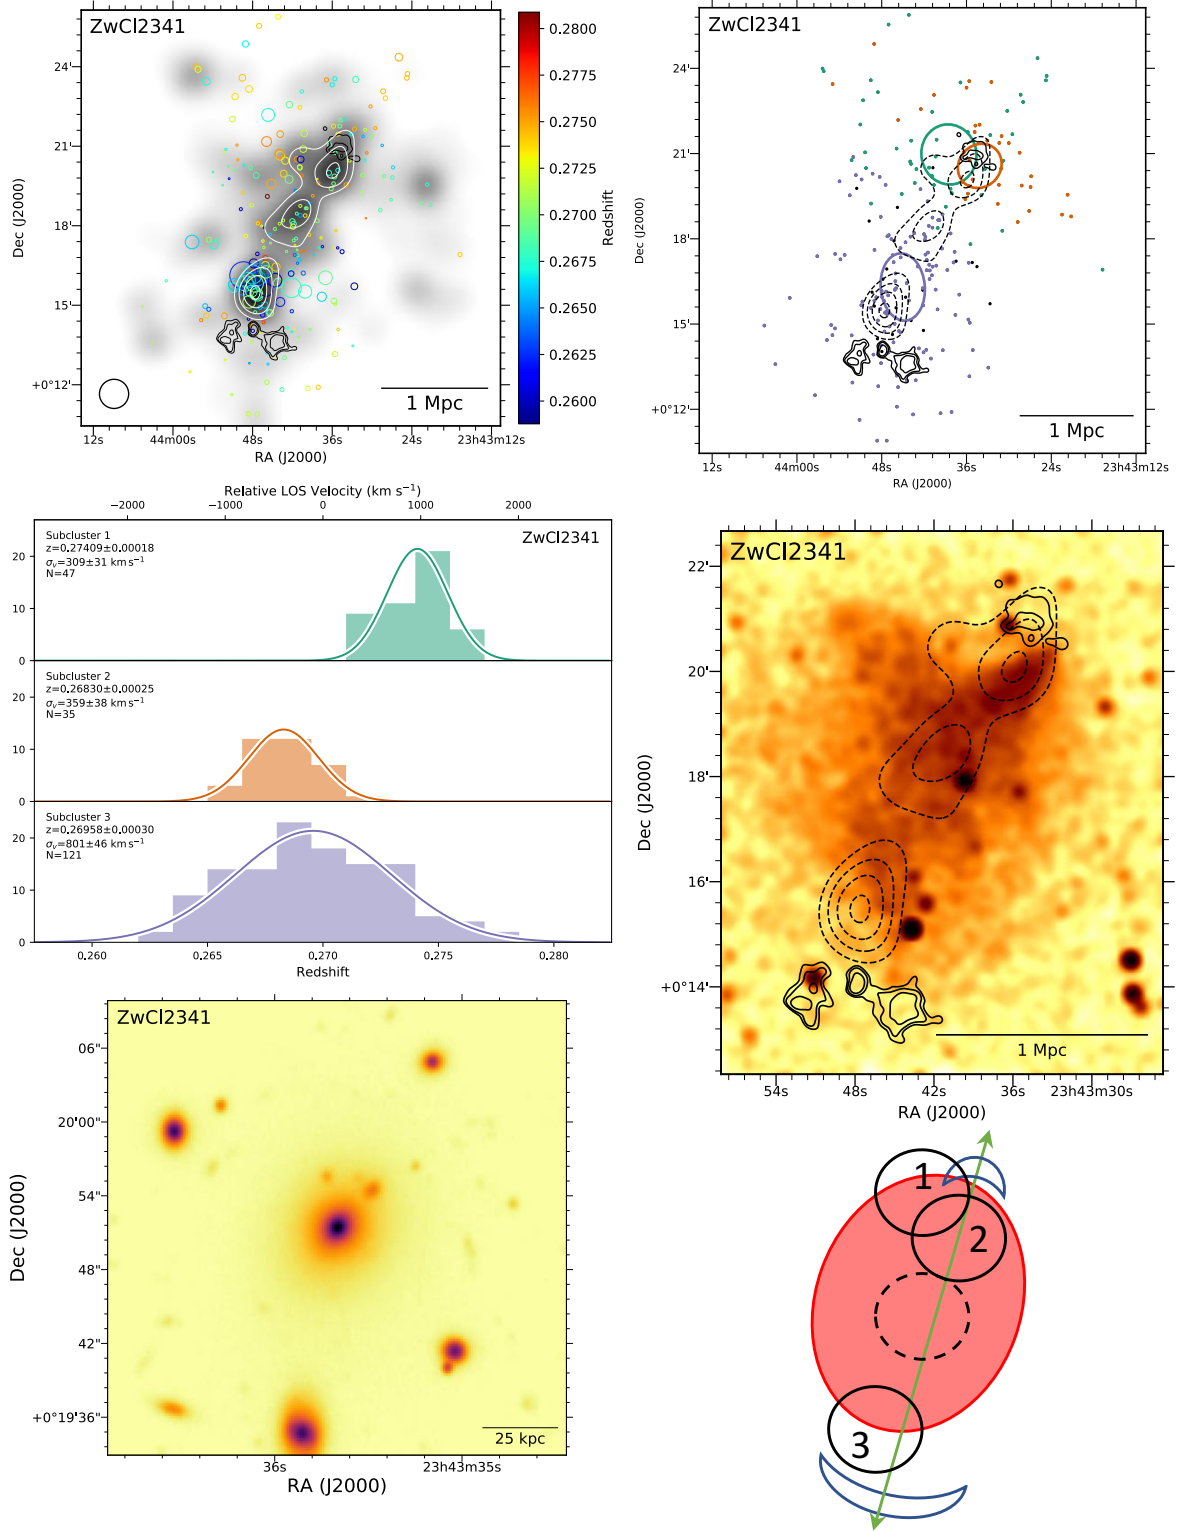 ZwCl2341
24'
21'
18'
15'
+0°12'
Dec (J2000)
12s 44m00s 48s 36s 24s 23h43m12s
RA (J2000)
1 Mpc
0.2800
0.2775
0.2750
0.2725
0.2700
0.2675
0.2650
0.2625
0.2600
Redshift
ZwCl2341
24'
21'
18'
15'
+0°12'
Dec (J2000)
12s 44m00s 48s 36s 24s 23h43m12s
RA (J2000)
1 Mpc
Relative LOS Velocity (km s⁻¹)
−2000 −1000 0 1000 2000
ZwCl2341
Subcluster 1
z=0.27409±0.00018
σᵥ=309±31 km s⁻¹
N=47
20
10
0
Subcluster 2
z=0.26830±0.00025
σᵥ=359±38 km s⁻¹
N=35
20
10
0
Subcluster 3
z=0.26958±0.00030
σᵥ=801±46 km s⁻¹
N=121
20
10
0
0.260 0.265 0.270 0.275 0.280
Redshift
ZwCl2341
22'
20'
18'
16'
+0°14'
Dec (J2000)
54s 48s 42s 36s 23h43m30s
RA (J2000)
1 Mpc
ZwCl2341
06"
20'00"
54"
48"
42"
+0°19'36"
Dec (J2000)
36s 23h43m35s
RA (J2000)
25 kpc
1
2
3